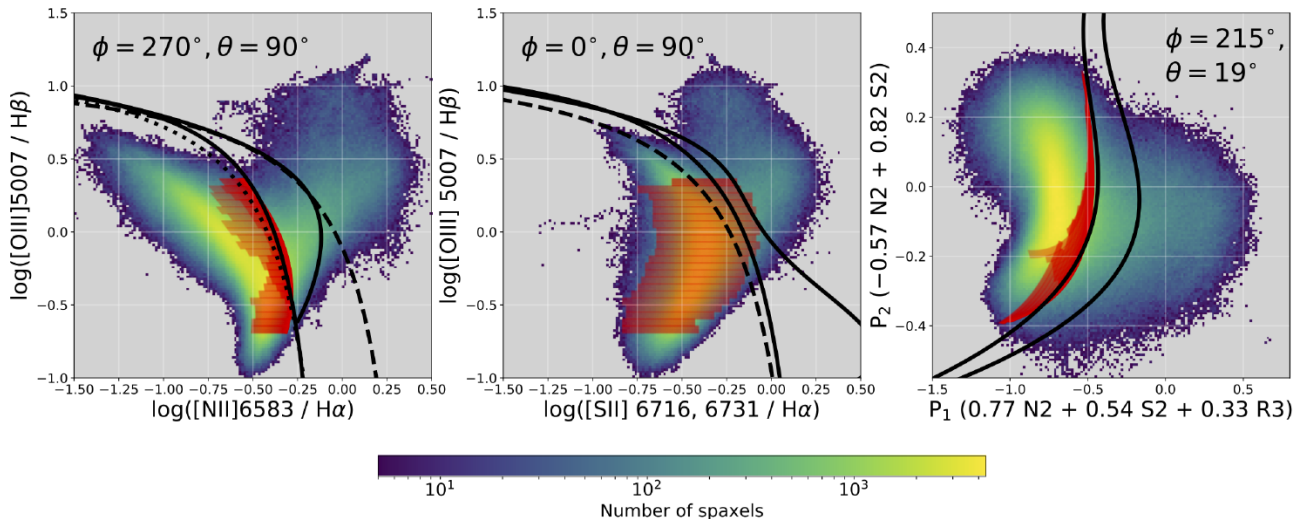 ϕ = 270°, θ = 90°
1.5
1.0
0.5
0.0
−0.5
−1.0
log([OIII]5007 / Hβ)
−1.50 −1.25 −1.00 −0.75 −0.50 −0.25 0.00 0.25 0.50
log([NII]6583 / Hα)
ϕ = 0°, θ = 90°
1.5
1.0
0.5
0.0
−0.5
−1.0
log([OIII] 5007 / Hβ)
−1.50 −1.25 −1.00 −0.75 −0.50 −0.25 0.00 0.25 0.50
log([SII] 6716, 6731 / Hα)
ϕ = 215°,
θ = 19°
0.4
0.2
0.0
−0.2
−0.4
P₂ (−0.57 N2 + 0.82 S2)
−1.5 −1.0 −0.5 0.0 0.5
P₁ (0.77 N2 + 0.54 S2 + 0.33 R3)
10¹ 10² 10³
Number of spaxels